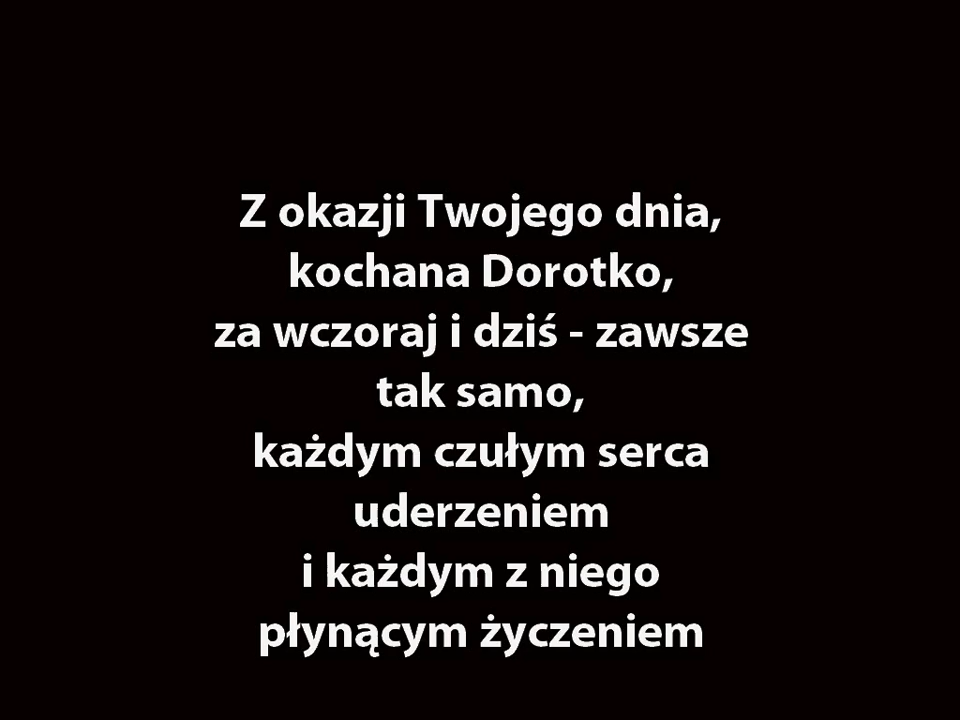 Z okazji Twojego dnia,
kochana Dorotko,
za wczoraj i dziś - zawsze
tak samo,
każdym czułym serca
uderzeniem
i każdym z niego
płynącym życzeniem